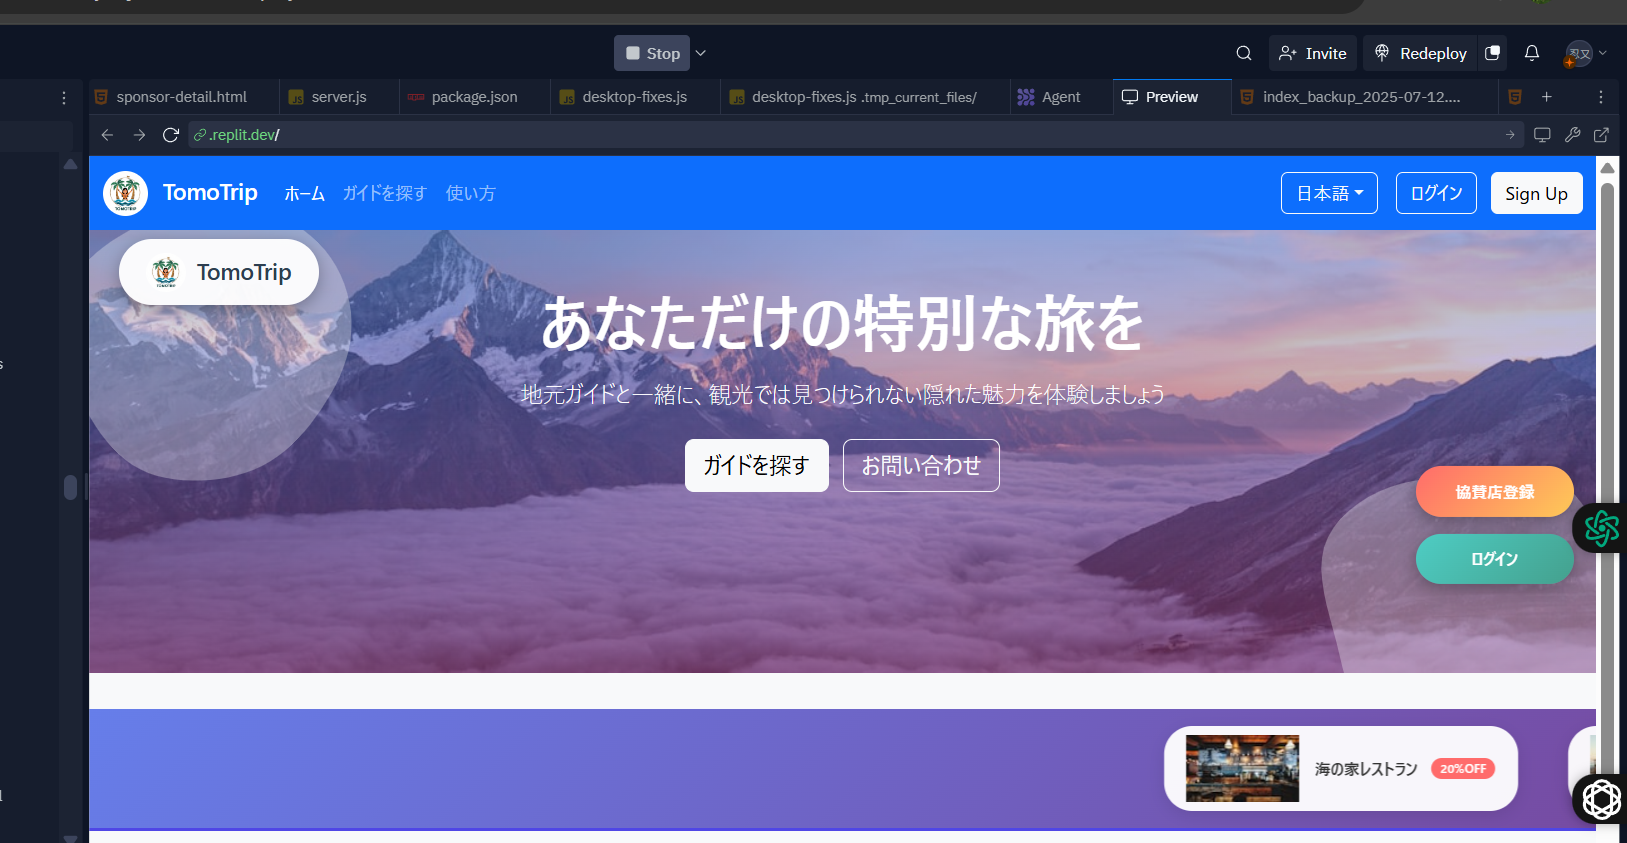 Stop
Invite
Redeploy
sponsor-detail.html
server.js
package.json
desktop-fixes.js
desktop-fixes.js .tmp_current_files/
Agent
Preview
index_backup_2025-07-12....
.replit.dev/
TomoTrip
ホーム
ガイドを探す
使い方
日本語
ログイン
Sign Up
TomoTrip
あなただけの特別な旅を
地元ガイドと一緒に、観光では見つけられない隠れた魅力を体験しましょう
ガイドを探す
お問い合わせ
協賛店登録
ログイン
海の家レストラン
20%OFF